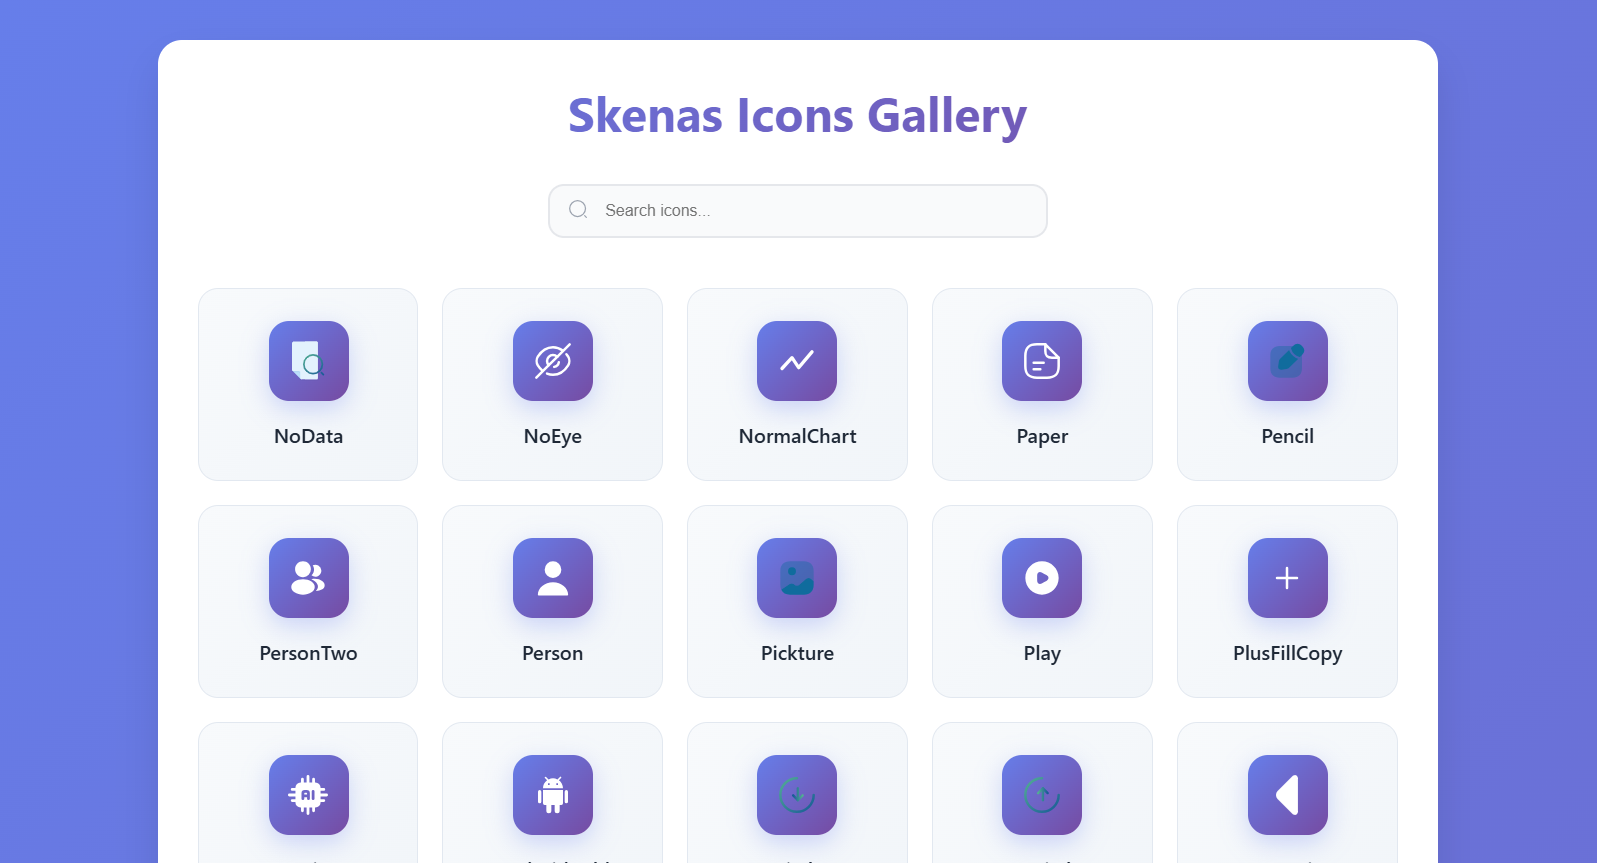 Skenas Icons Gallery
Search icons...
NoData
NoEye
NormalChart
Paper
Pencil
PersonTwo
Person
Pickture
Play
PlusFillCopy
AI